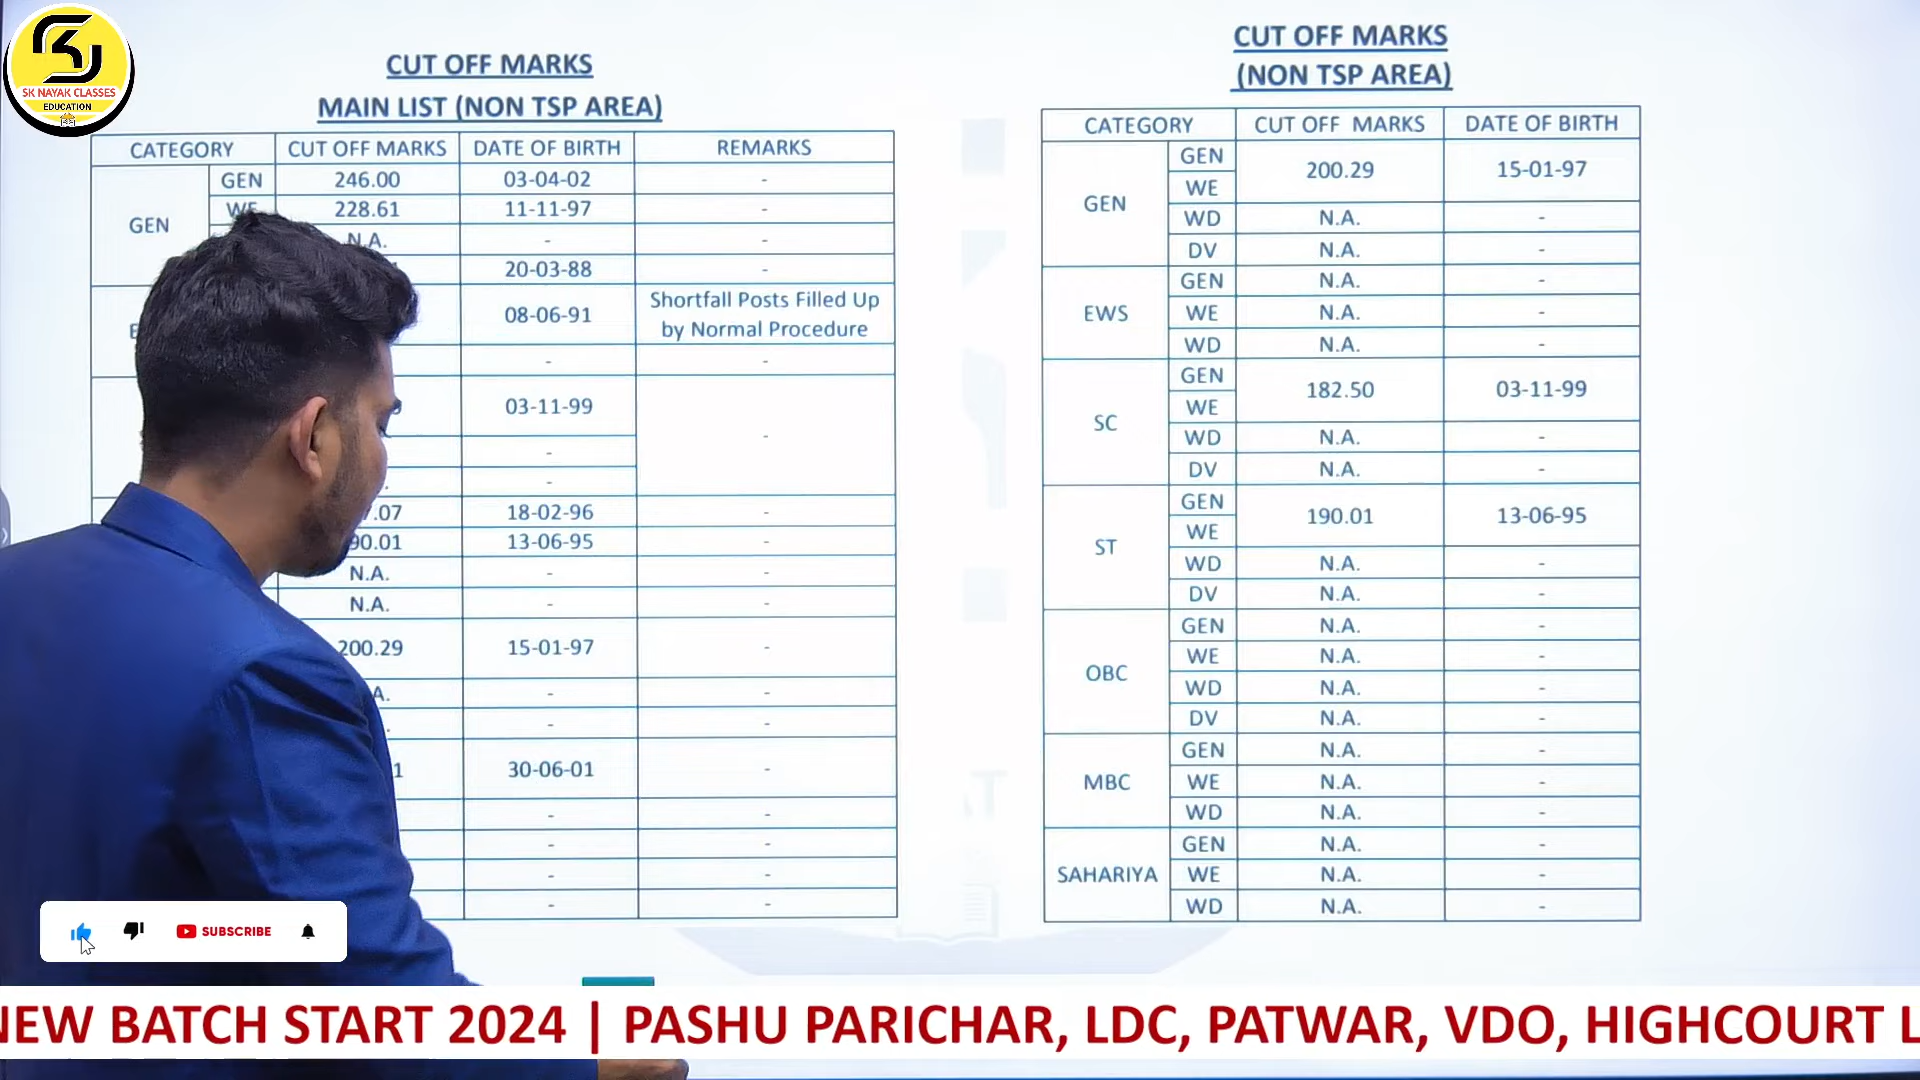 SK NAYAK CLASSES
EDUCATION
CUT OFF MARKS
MAIN LIST (NON TSP AREA)
CATEGORY CUT OFF MARKS DATE OF BIRTH REMARKS
GEN GEN 246.00 03-04-02 -
WE 228.61 11-11-97 -
N.A. - -
20-03-88 -
08-06-91 Shortfall Posts Filled Up
by Normal Procedure
- -
03-11-99 -
-
-
18-02-96 -
13-06-95 -
N.A. - -
N.A. - -
200.29 15-01-97 -
- -
- -
30-06-01 -
- -
- -
- -
- -
CUT OFF MARKS
(NON TSP AREA)
CATEGORY CUT OFF MARKS DATE OF BIRTH
GEN GEN 200.29 15-01-97
WE
WD N.A. -
DV N.A. -
EWS GEN N.A. -
WE N.A. -
WD N.A. -
SC GEN 182.50 03-11-99
WE
WD N.A. -
DV N.A. -
ST GEN 190.01 13-06-95
WE
WD N.A. -
DV N.A. -
OBC GEN N.A. -
WE N.A. -
WD N.A. -
DV N.A. -
MBC GEN N.A. -
WE N.A. -
WD N.A. -
SAHARIYA GEN N.A. -
WE N.A. -
WD N.A. -
SUBSCRIBE
NEW BATCH START 2024 | PASHU PARICHAR, LDC, PATWAR, VDO, HIGHCOURT L